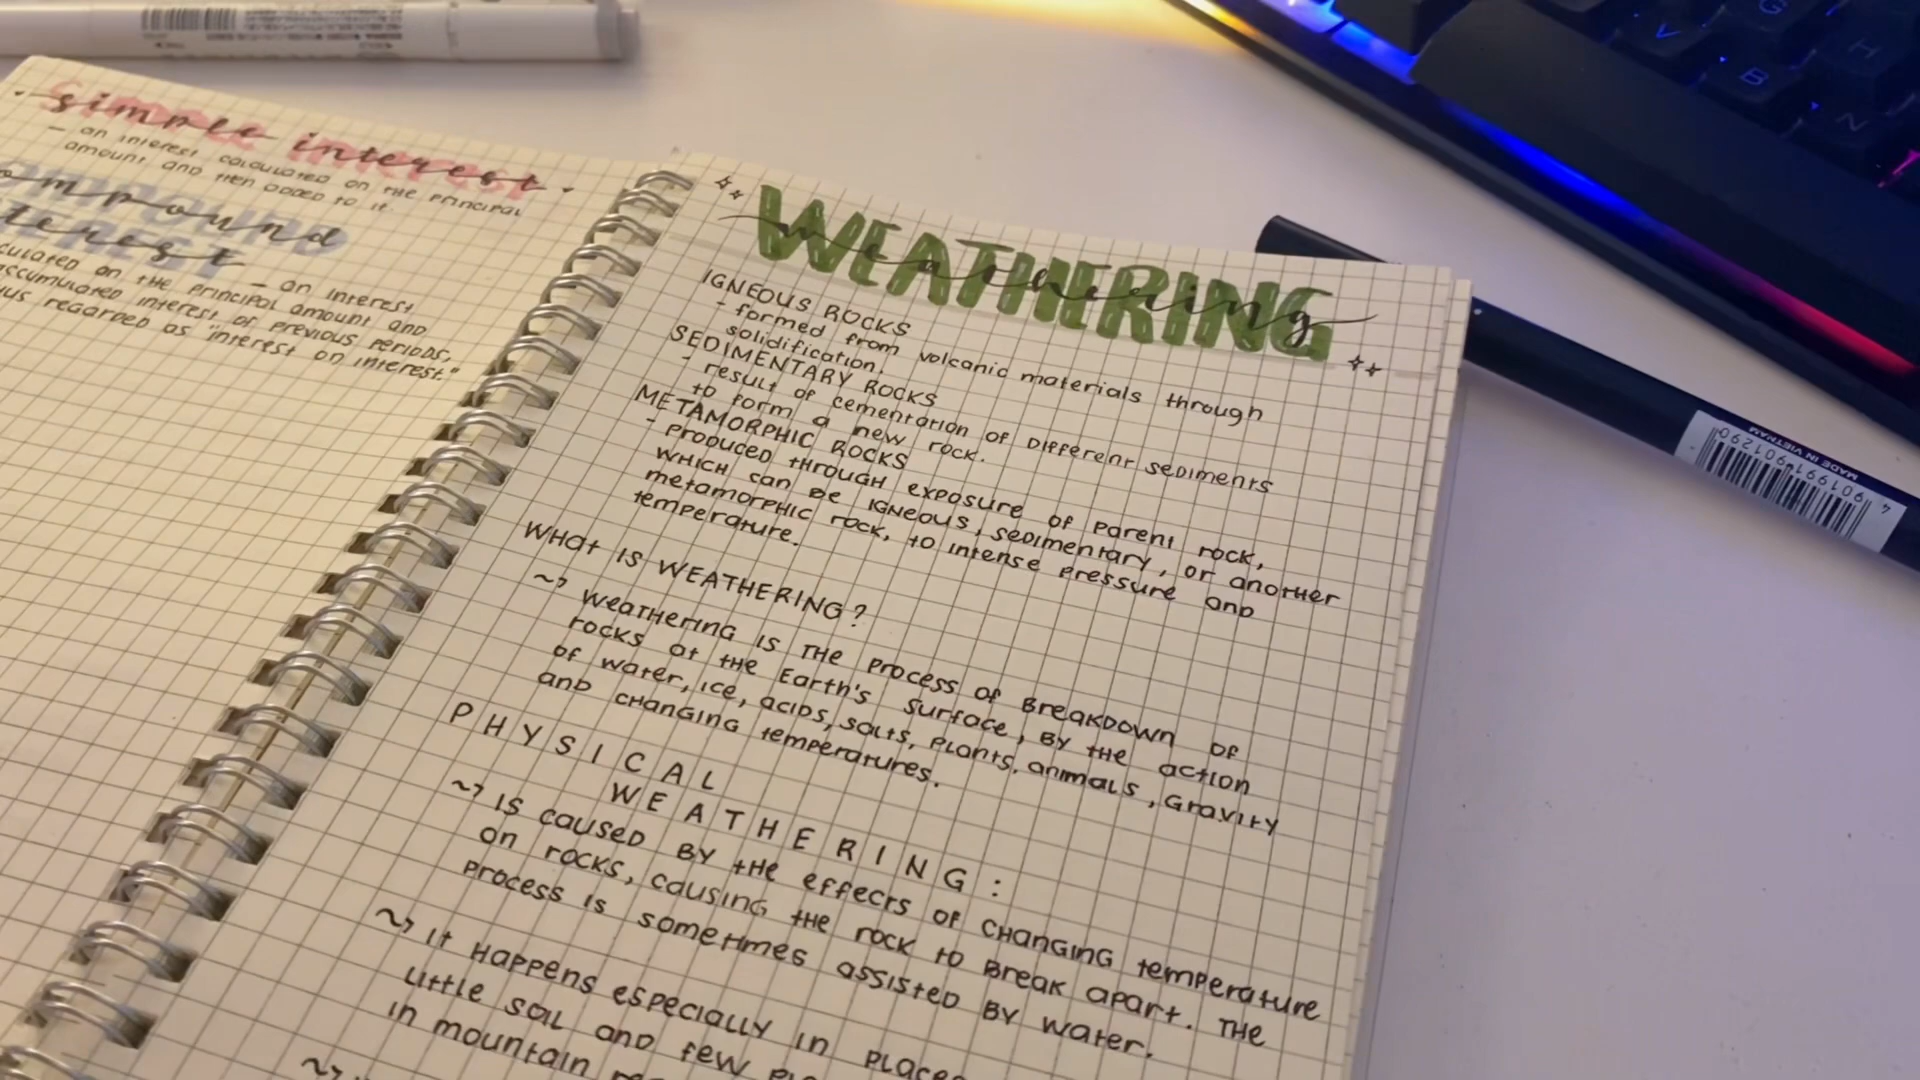 simple interest
- an interest calculated on the principal
amount and then added to it.
- an interest
on the principal amount and
accumulated interest of previous periods,
regarded as "interest on interest."
WEATHERING
weathering
IGNEOUS ROCKS
- formed from volcanic materials through
solidification.
SEDIMENTARY ROCKS
- result of cementation of different sediments
to form a new rock.
METAMORPHIC ROCKS
- produced through exposure of parent rock,
which can be igneous, sedimentary, or another
metamorphic rock, to intense pressure and
temperature.
WHAT IS WEATHERING?
~> weathering is the process of breakdown of
rocks at the Earth's surface, by the action
of water, ice, acids, salts, plants, animals, gravity
and changing temperatures.
PHYSICAL
WEATHERING:
~> is caused by the effects of changing temperature
on rocks, causing the rock to break apart. The
process is sometimes assisted by water.
~> it happens especially in places
little soil and few
in mountain
MADE IN VIETNAM
4 901991 901290
G
V
H
B
N